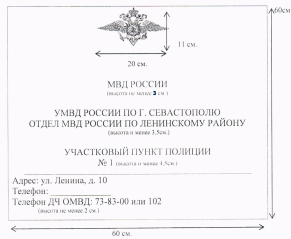 60см
11 см.
20 см.
МВД РОССИИ
(высота не менее 3 см.)
УМВД РОССИИ ПО Г. СЕВАСТОПОЛЮ
ОТДЕЛ МВД РОССИИ ПО ЛЕНИНСКОМУ РАЙОНУ
(высота и менее 3,5см.)
УЧАСТКОВЫЙ ПУНКТ ПОЛИЦИИ
№ 1 (высота и менее 4,5см.)
Адрес: ул. Ленина, д. 10
Телефон:
Телефон ДЧ ОМВД: 73-83-00 или 102
(высота не менее 2 см.)
60 см.